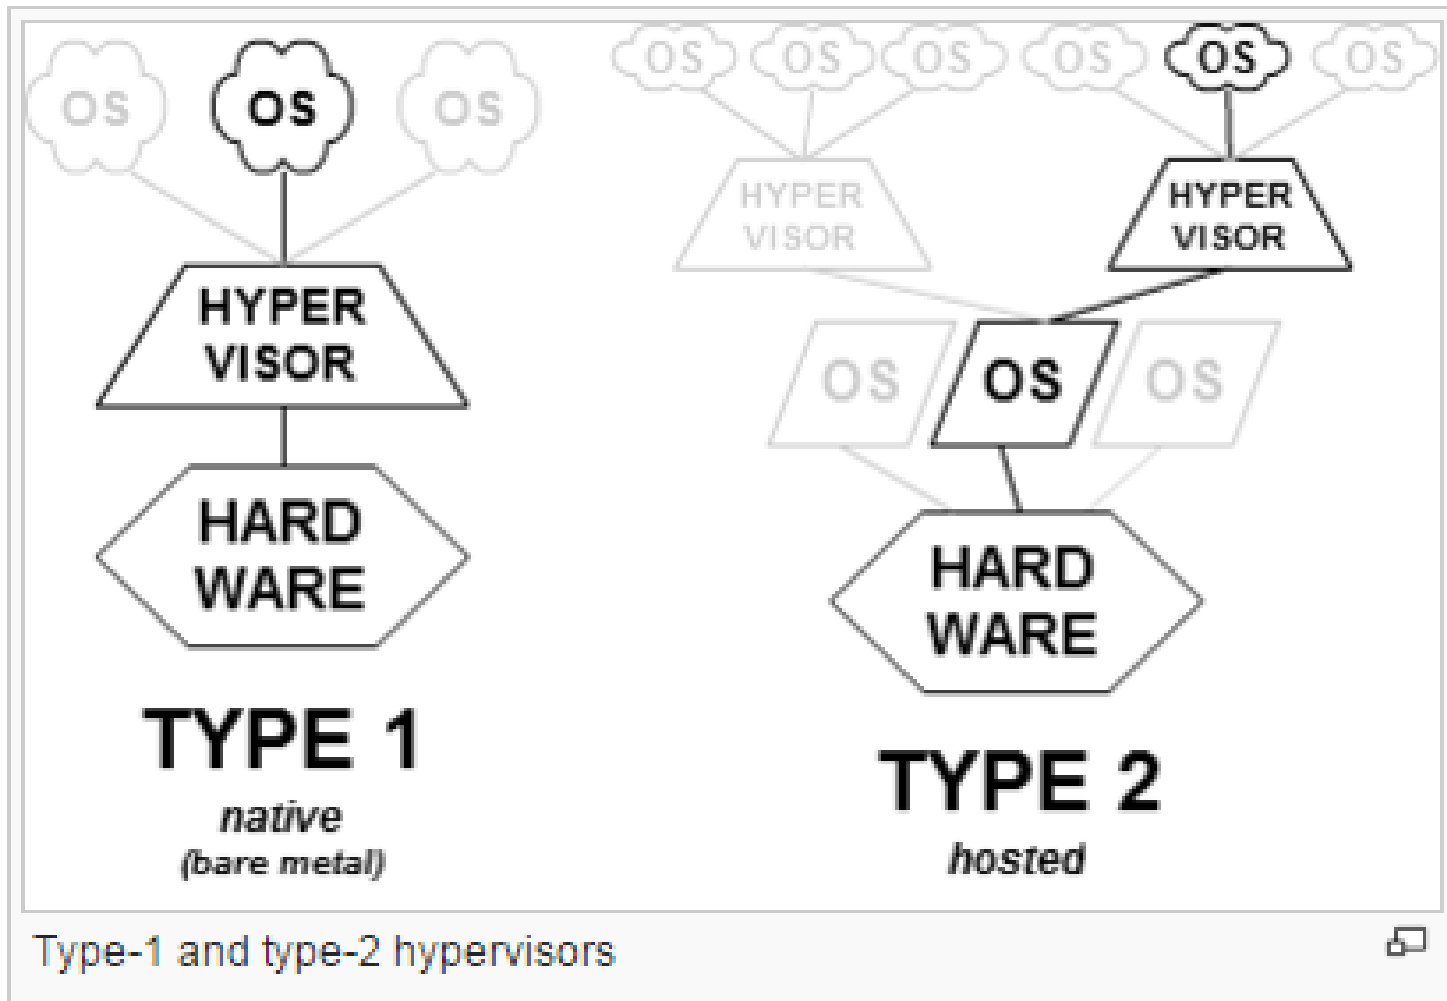 OS OS OS
HYPER
VISOR
HARD
WARE
TYPE 1
native
(bare metal)
OS OS OS OS OS OS
HYPER
VISOR
HYPER
VISOR
OS OS OS
HARD
WARE
TYPE 2
hosted
Type-1 and type-2 hypervisors